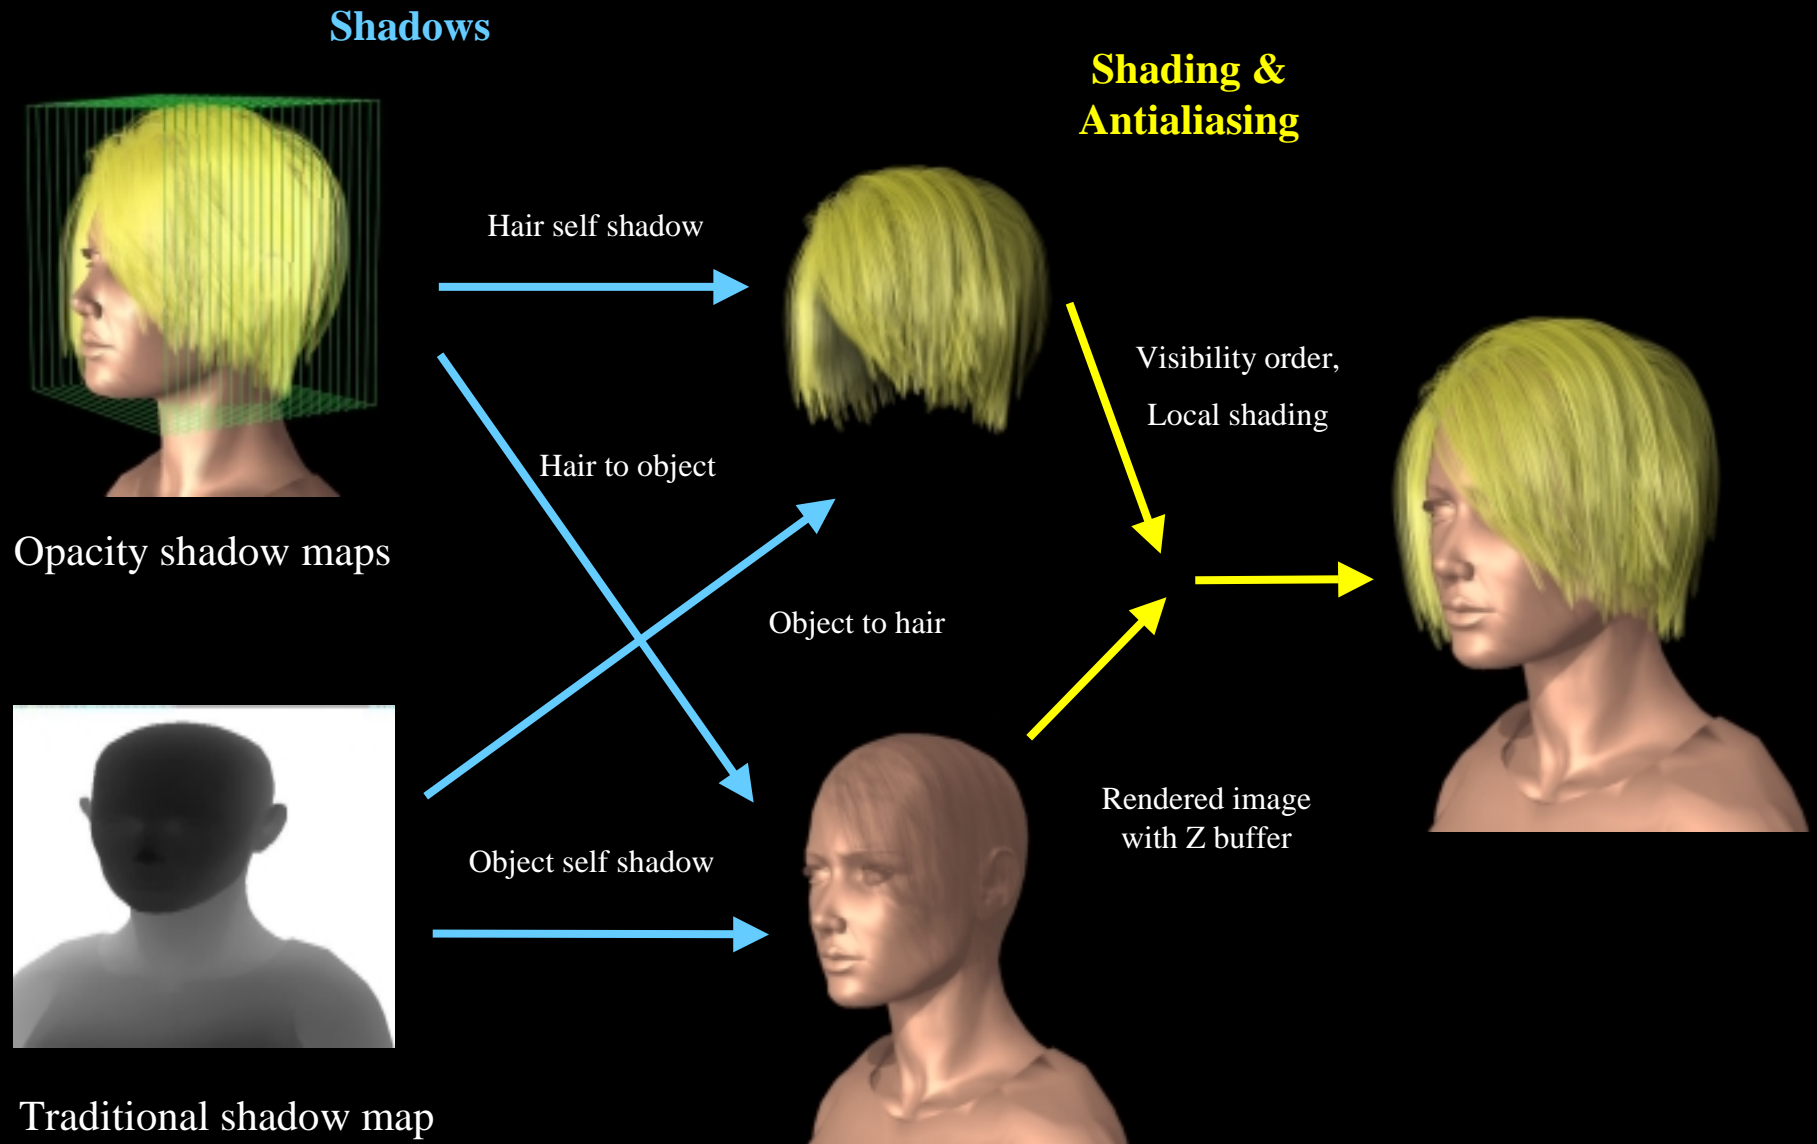 Shadows
Shading &
Antialiasing
Hair self shadow
Visibility order,
Local shading
Hair to object
Opacity shadow maps
Object to hair
Rendered image
with Z buffer
Object self shadow
Traditional shadow map